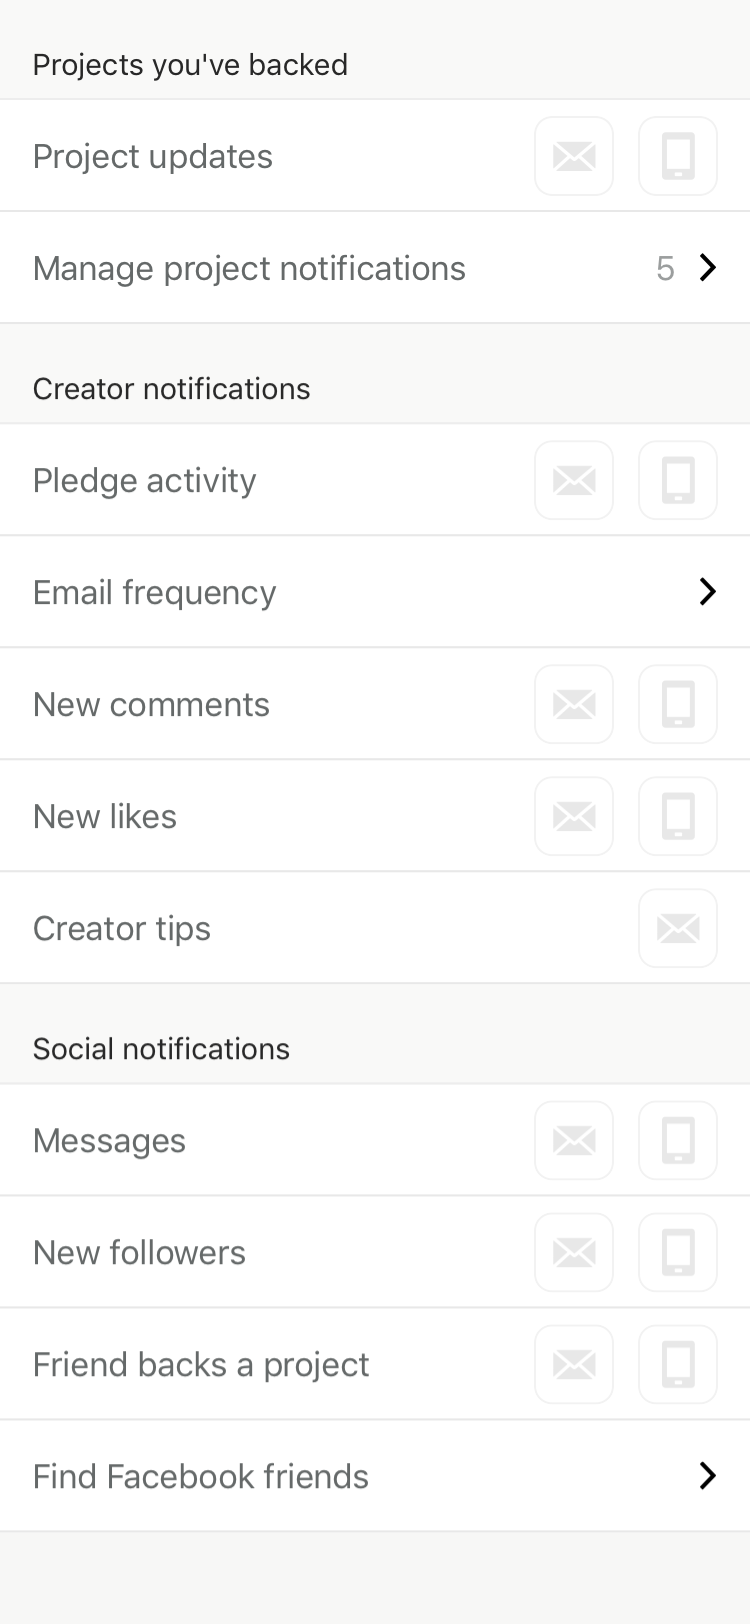 Projects you've backed
Project updates
Manage project notifications 5
Creator notifications
Pledge activity
Email frequency
New comments
New likes
Creator tips
Social notifications
Messages
New followers
Friend backs a project
Find Facebook friends